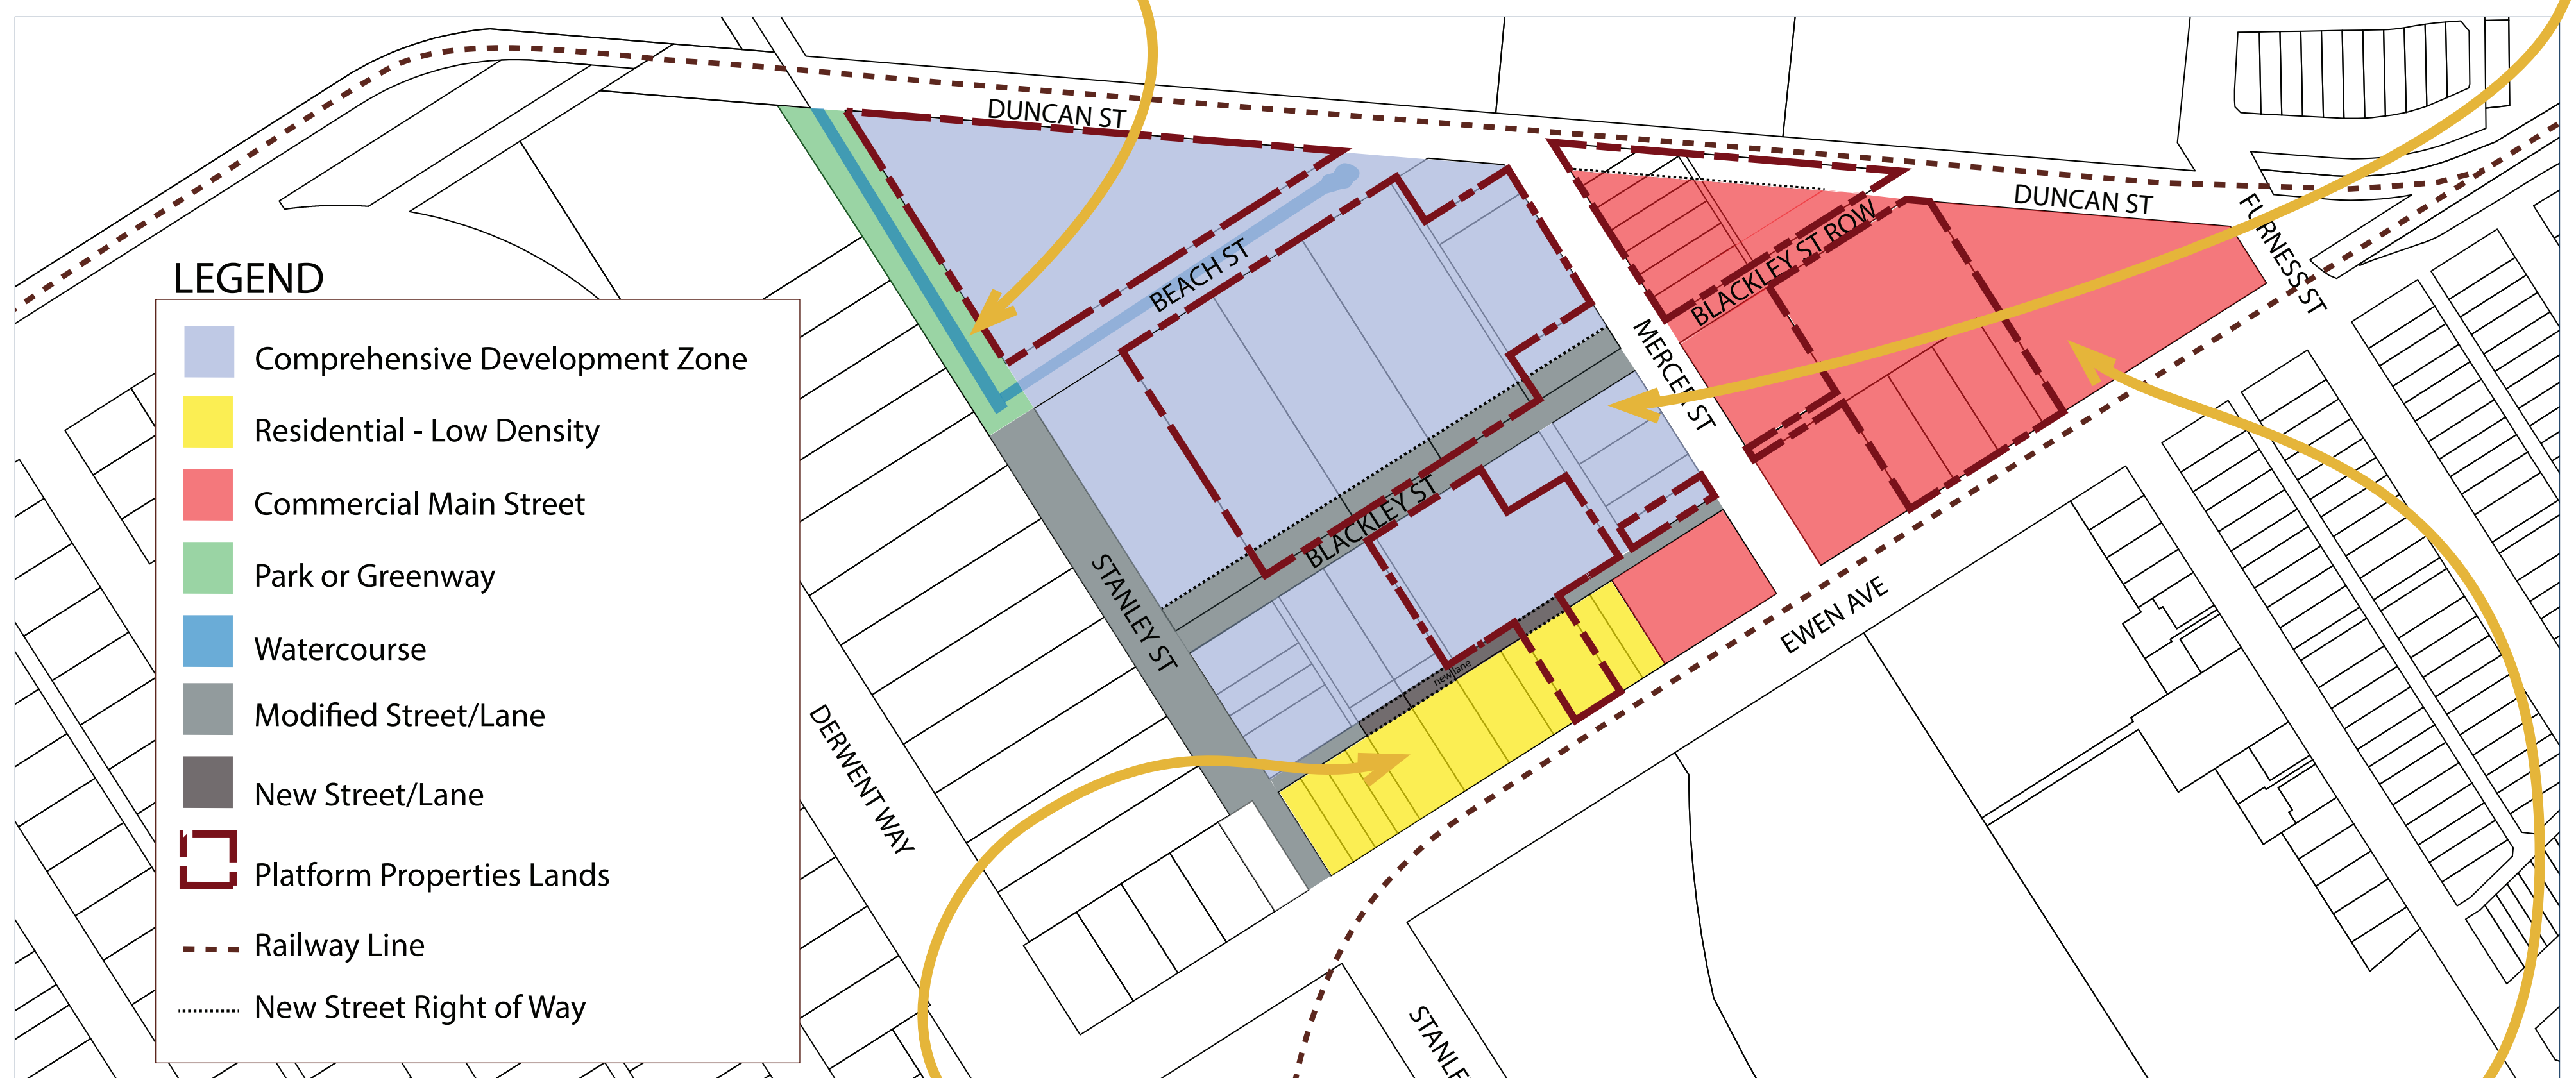 DUNCAN ST
DUNCAN ST
FURNESS ST
BLACKLEY ST ROW
BEACH ST
MERCER ST
LEGEND
Comprehensive Development Zone
Residential - Low Density
Commercial Main Street
Park or Greenway
Watercourse
Modified Street/Lane
New Street/Lane
Platform Properties Lands
Railway Line
New Street Right of Way
BLACKLEY ST
STANLEY ST
new lane
EWEN AVE
DERWENT WAY
STANLE